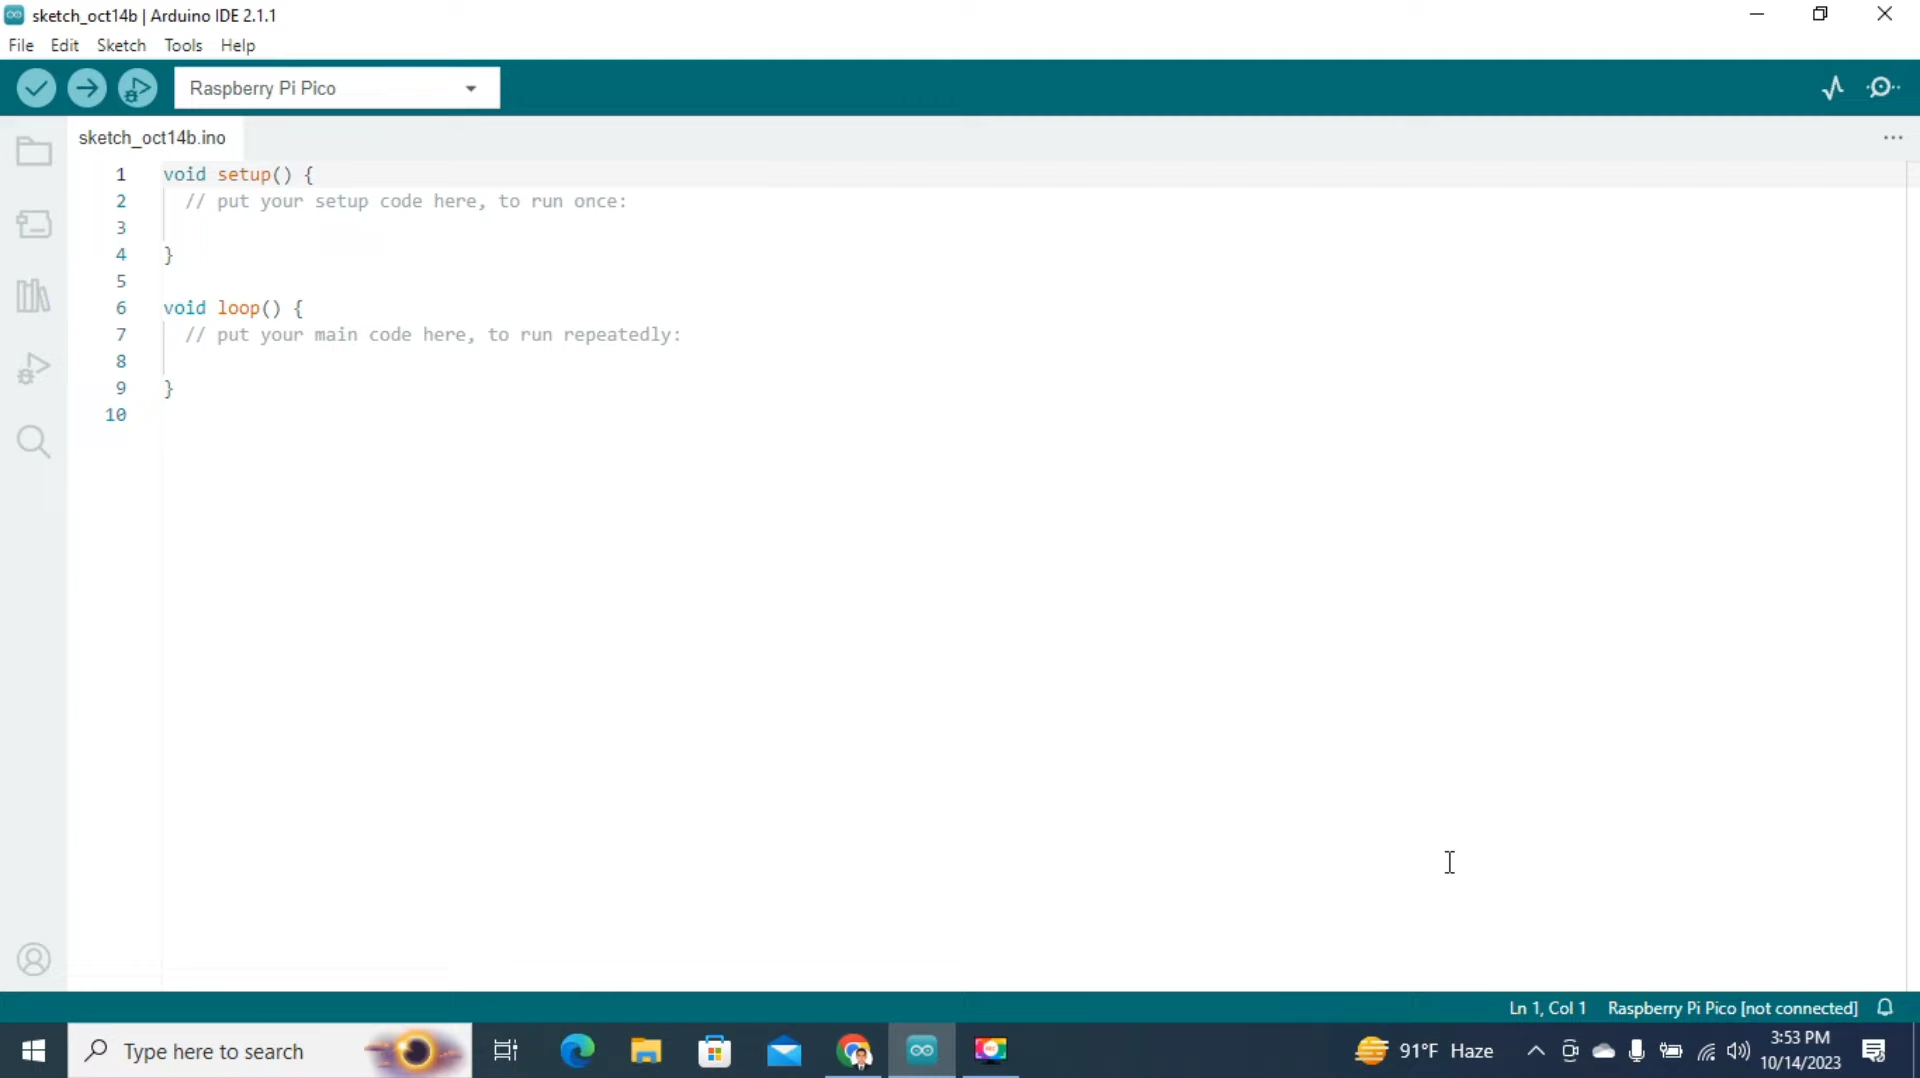 sketch_oct14b | Arduino IDE 2.1.1
File Edit Sketch Tools Help
Raspberry Pi Pico
sketch_oct14b.ino
1 void setup() {
2 // put your setup code here, to run once:
3
4 }
5
6 void loop() {
7 // put your main code here, to run repeatedly:
8
9 }
10
Ln 1, Col 1 Raspberry Pi Pico [not connected]
Type here to search
91°F Haze
3:53 PM
10/14/2023